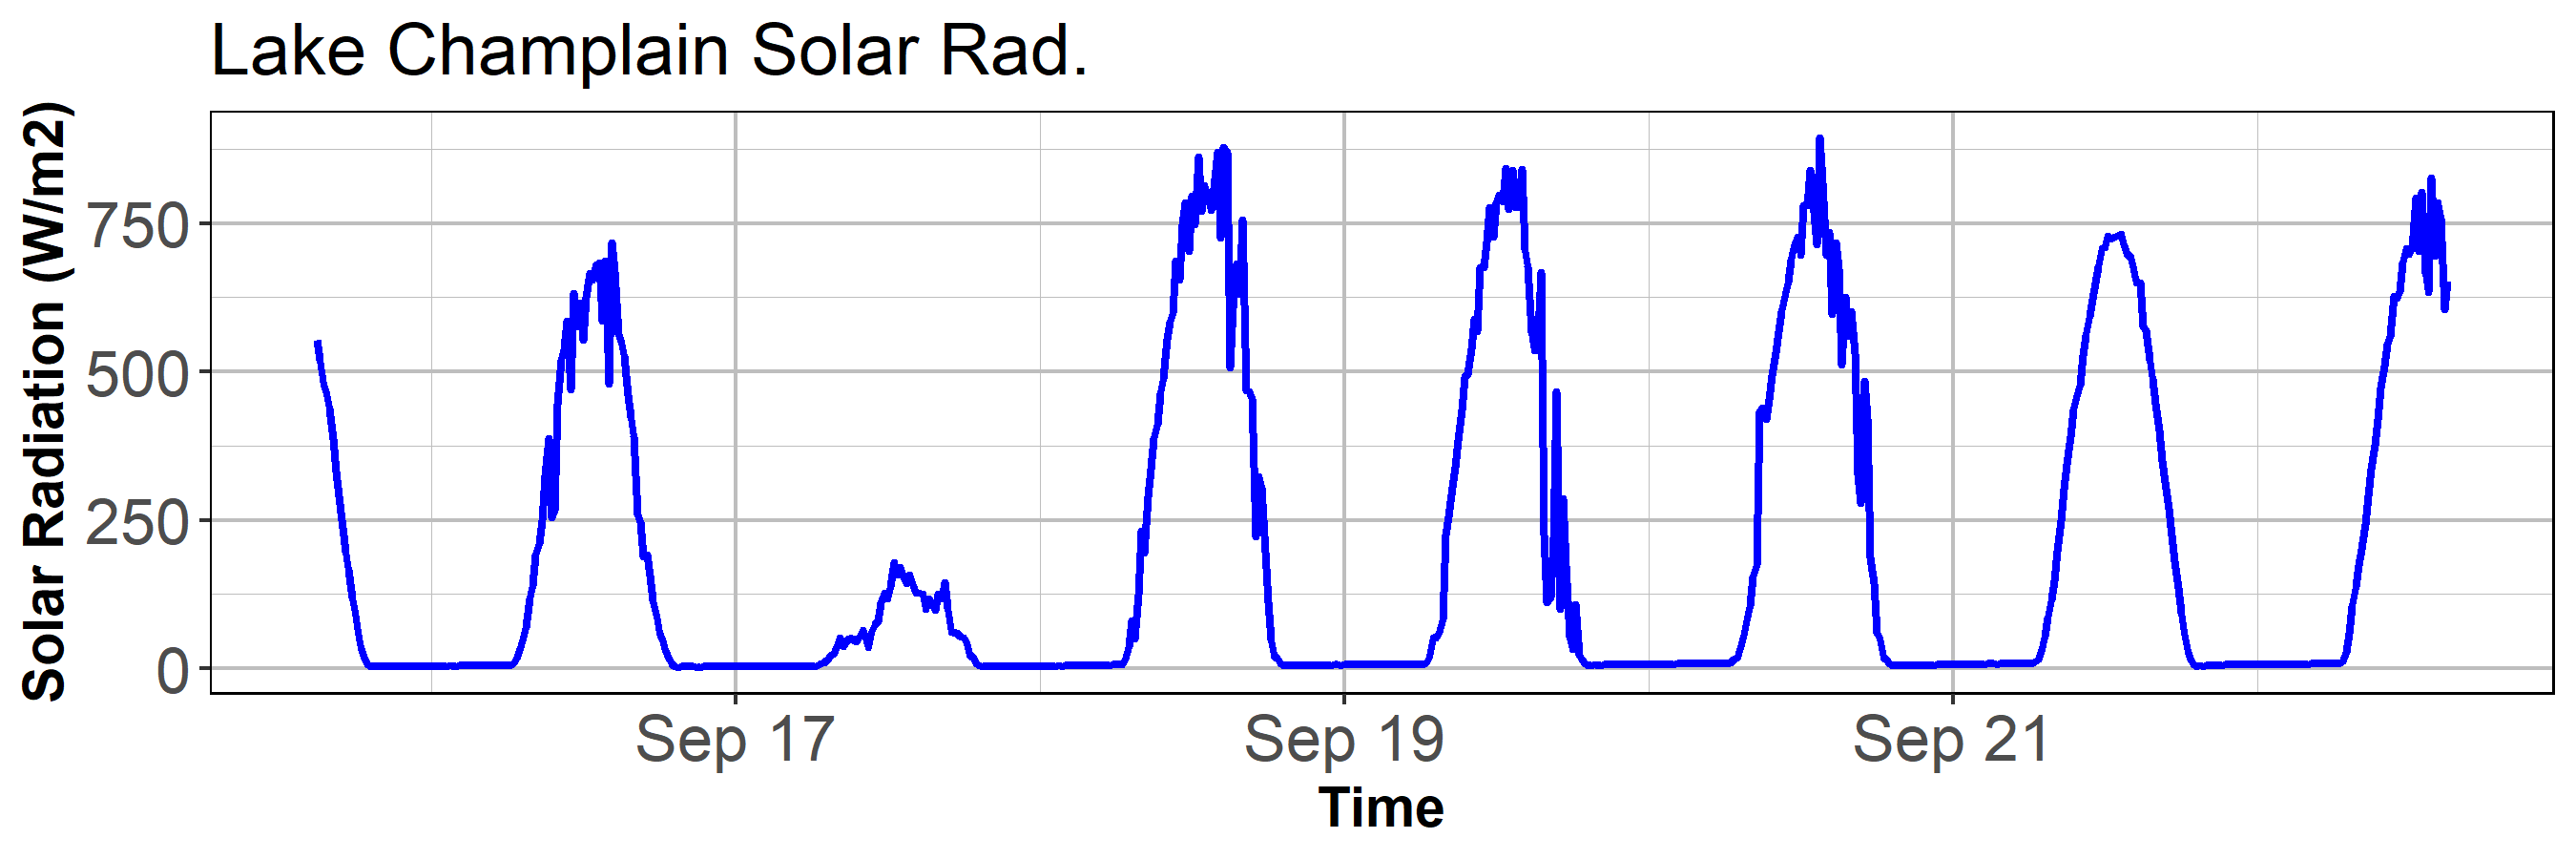 Lake Champlain Solar Rad.
Solar Radiation (W/m2)
750
500
250
0
Sep 17
Sep 19
Sep 21
Time